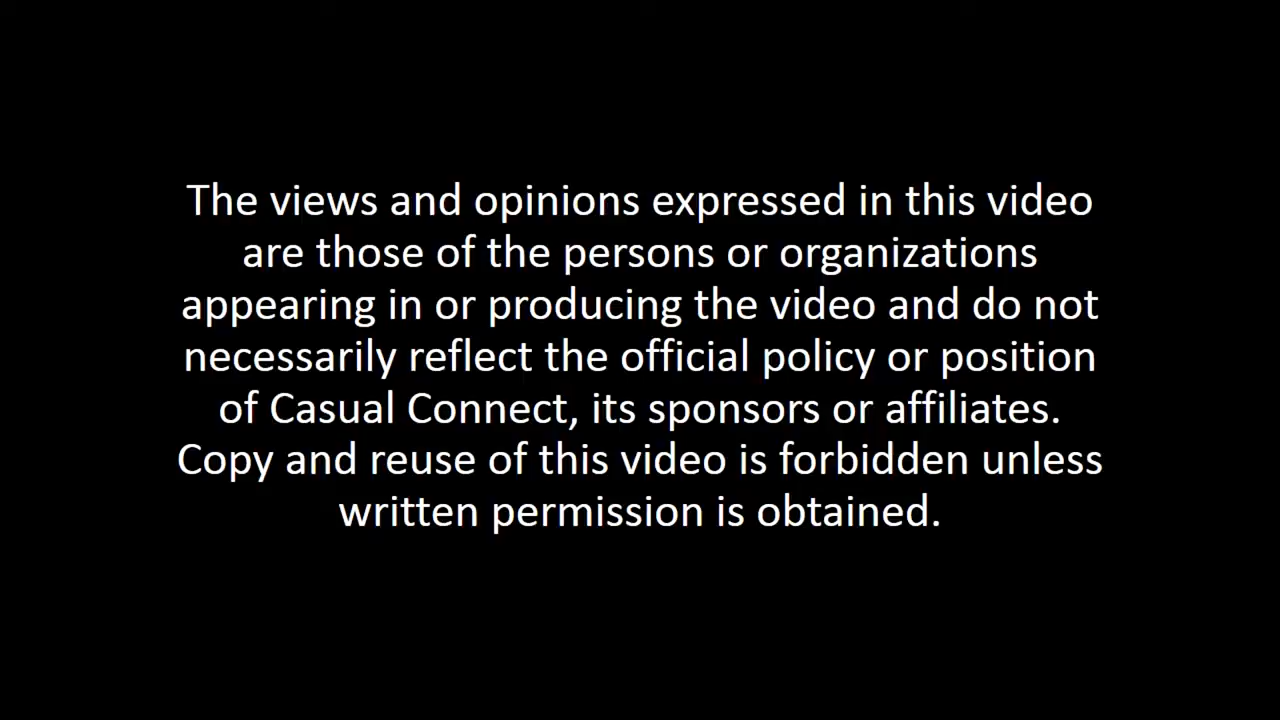 The views and opinions expressed in this video
are those of the persons or organizations
appearing in or producing the video and do not
necessarily reflect the official policy or position
of Casual Connect, its sponsors or affiliates.
Copy and reuse of this video is forbidden unless
written permission is obtained.